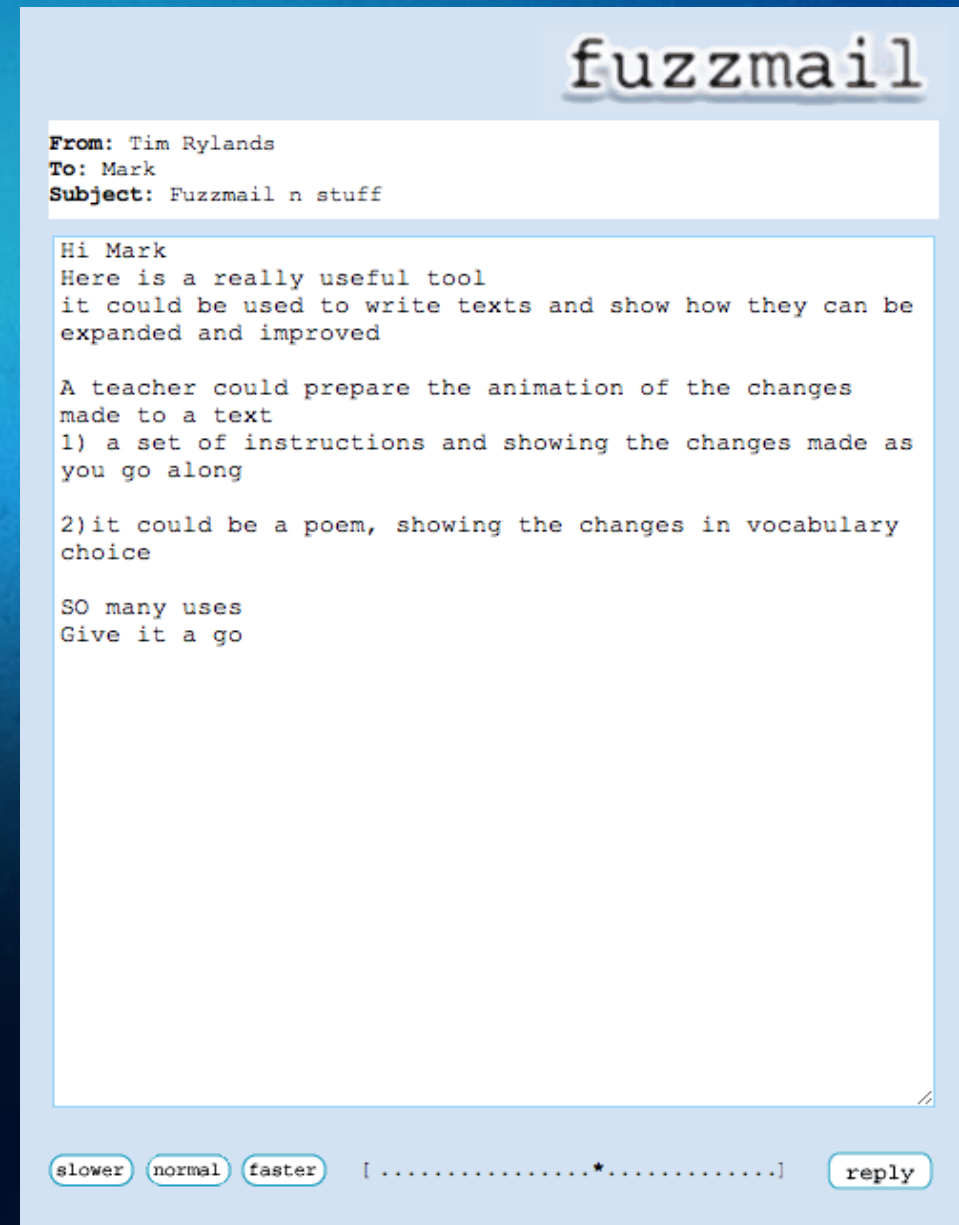 fuzzmail
From: Tim Rylands
To: Mark
Subject: Fuzzmail n stuff
Hi Mark
Here is a really useful tool
it could be used to write texts and show how they can be
expanded and improved
A teacher could prepare the animation of the changes
made to a text
1) a set of instructions and showing the changes made as
you go along
2)it could be a poem, showing the changes in vocabulary
choice
SO many uses
Give it a go
slower normal faster [ ................*.............] reply